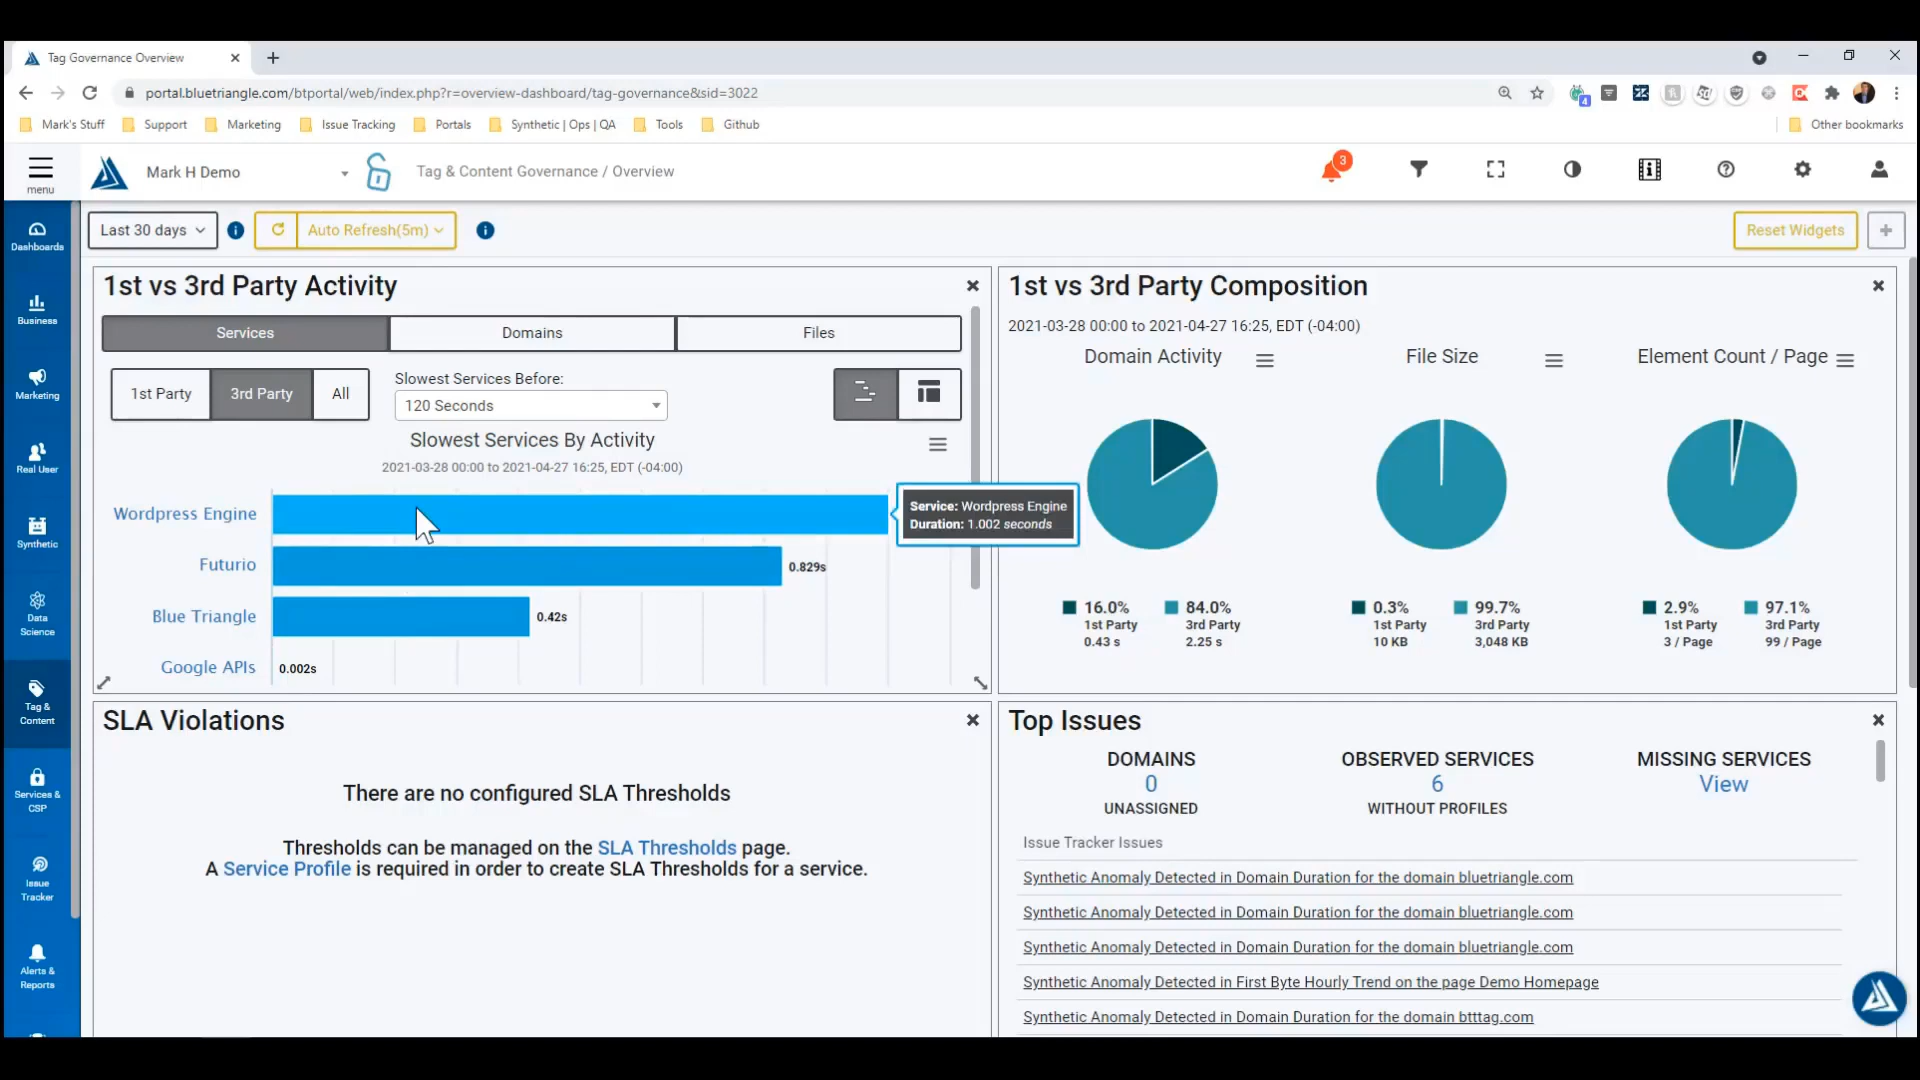 Tag Governance Overview
portal.bluetriangle.com/btportal/web/index.php?r=overview-dashboard/tag-governance&sid=3022
4
Mark's Stuff
Support
Marketing
Issue Tracking
Portals
Synthetic | Ops | QA
Tools
Github
Other bookmarks
menu
Mark H Demo
Tag & Content Governance / Overview
3
Dashboards
Business
Marketing
Real User
Synthetic
Data
Science
Tag &
Content
Services &
CSP
Issue
Tracker
Alerts &
Reports
Last 30 days
Auto Refresh(5m)
Reset Widgets
1st vs 3rd Party Activity
Services
Domains
Files
1st Party
3rd Party
All
Slowest Services Before:
120 Seconds
Slowest Services By Activity
2021-03-28 00:00 to 2021-04-27 16:25, EDT (-04:00)
Wordpress Engine
Service: Wordpress Engine
Duration: 1.002 seconds
Futurio
0.829s
Blue Triangle
0.42s
Google APIs
0.002s
1st vs 3rd Party Composition
2021-03-28 00:00 to 2021-04-27 16:25, EDT (-04:00)
Domain Activity
16.0%
1st Party
0.43 s
84.0%
3rd Party
2.25 s
File Size
0.3%
1st Party
10 KB
99.7%
3rd Party
3,048 KB
Element Count / Page
2.9%
1st Party
3 / Page
97.1%
3rd Party
99 / Page
SLA Violations
There are no configured SLA Thresholds
Thresholds can be managed on the SLA Thresholds page.
A Service Profile is required in order to create SLA Thresholds for a service.
Top Issues
DOMAINS
0
UNASSIGNED
OBSERVED SERVICES
6
WITHOUT PROFILES
MISSING SERVICES
View
Issue Tracker Issues
Synthetic Anomaly Detected in Domain Duration for the domain bluetriangle.com
Synthetic Anomaly Detected in Domain Duration for the domain bluetriangle.com
Synthetic Anomaly Detected in Domain Duration for the domain bluetriangle.com
Synthetic Anomaly Detected in First Byte Hourly Trend on the page Demo Homepage
Synthetic Anomaly Detected in Domain Duration for the domain btttag.com